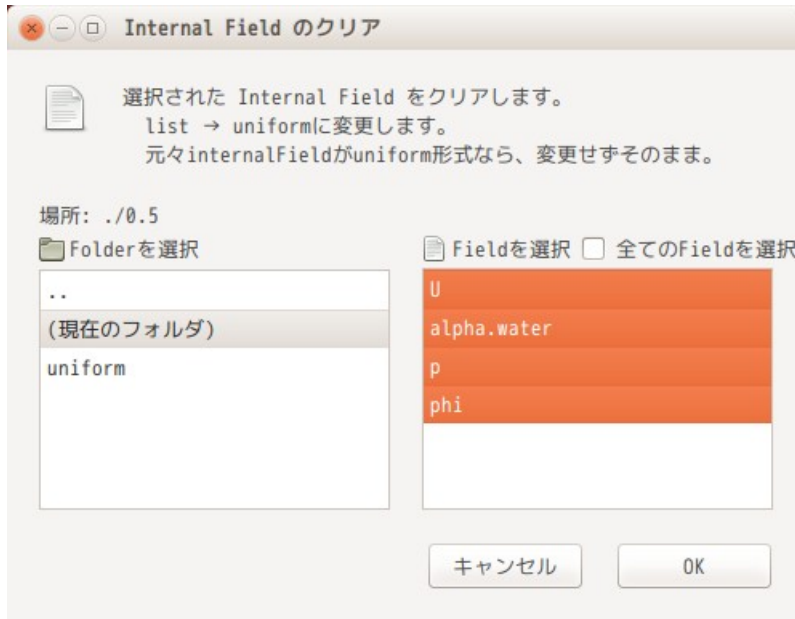 Internal Field のクリア
選択された Internal Field をクリアします。
list → uniformに変更します。
元々internalFieldがuniform形式なら、変更せずそのまま。
場所: ./0.5
Folderを選択
Fieldを選択 全てのFieldを選択
..
(現在のフォルダ)
uniform
U
alpha.water
p
phi
キャンセル
OK